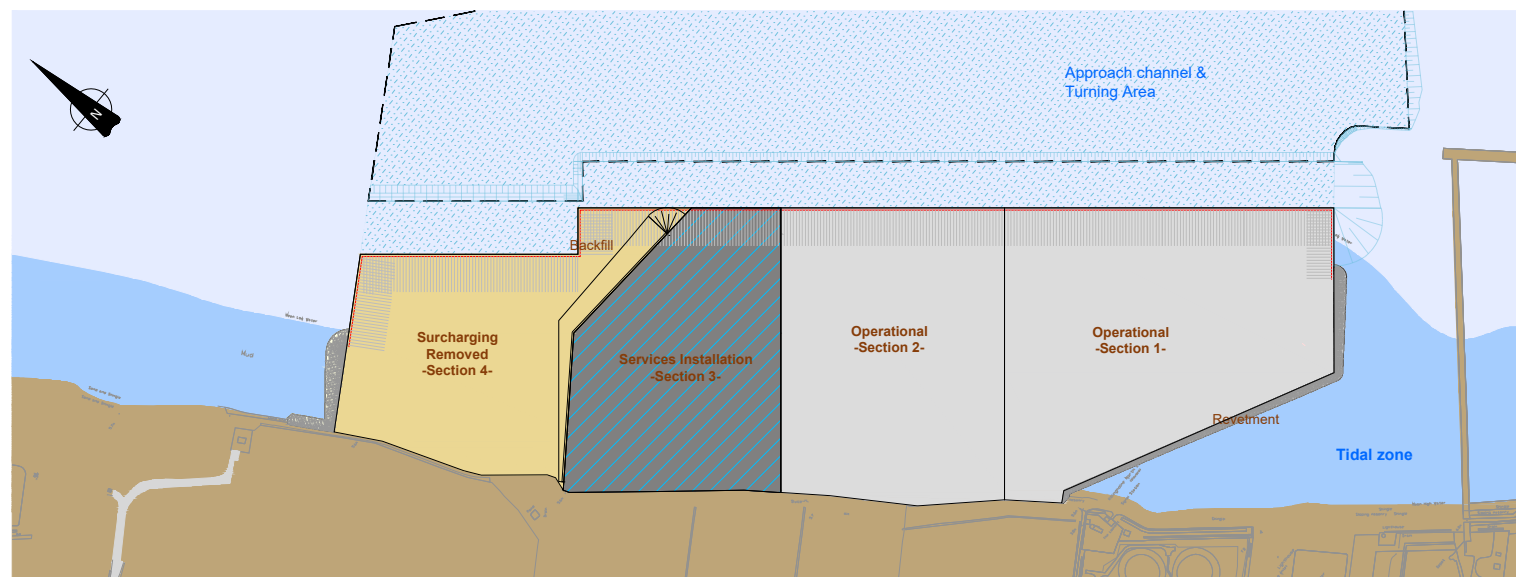 Approach channel &
Turning Area
N
Backfill
Surcharging
Removed
-Section 4-
Services Installation
-Section 3-
Operational
-Section 2-
Operational
-Section 1-
Mud
Revetment
Tidal zone